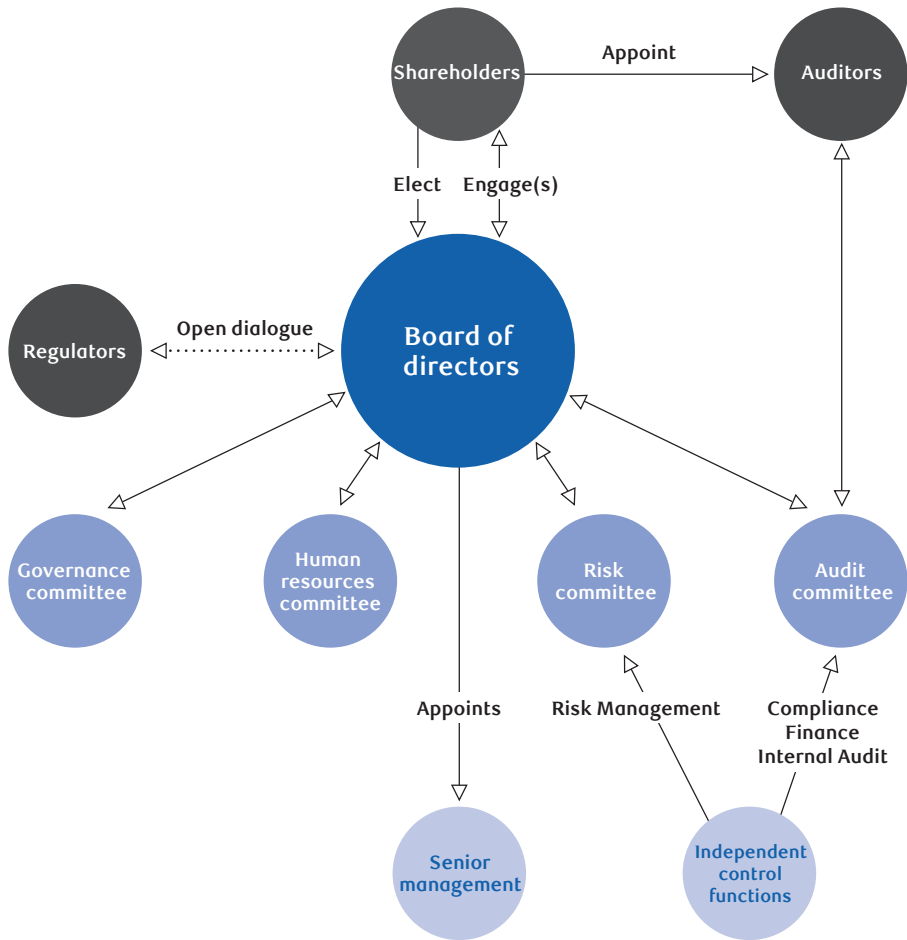 Shareholders
Appoint
Auditors
Elect
Engage(s)
Regulators
Open dialogue
Board of
directors
Governance
committee
Human
resources
committee
Risk
committee
Audit
committee
Appoints
Risk Management
Compliance
Finance
Internal Audit
Senior
management
Independent
control
functions